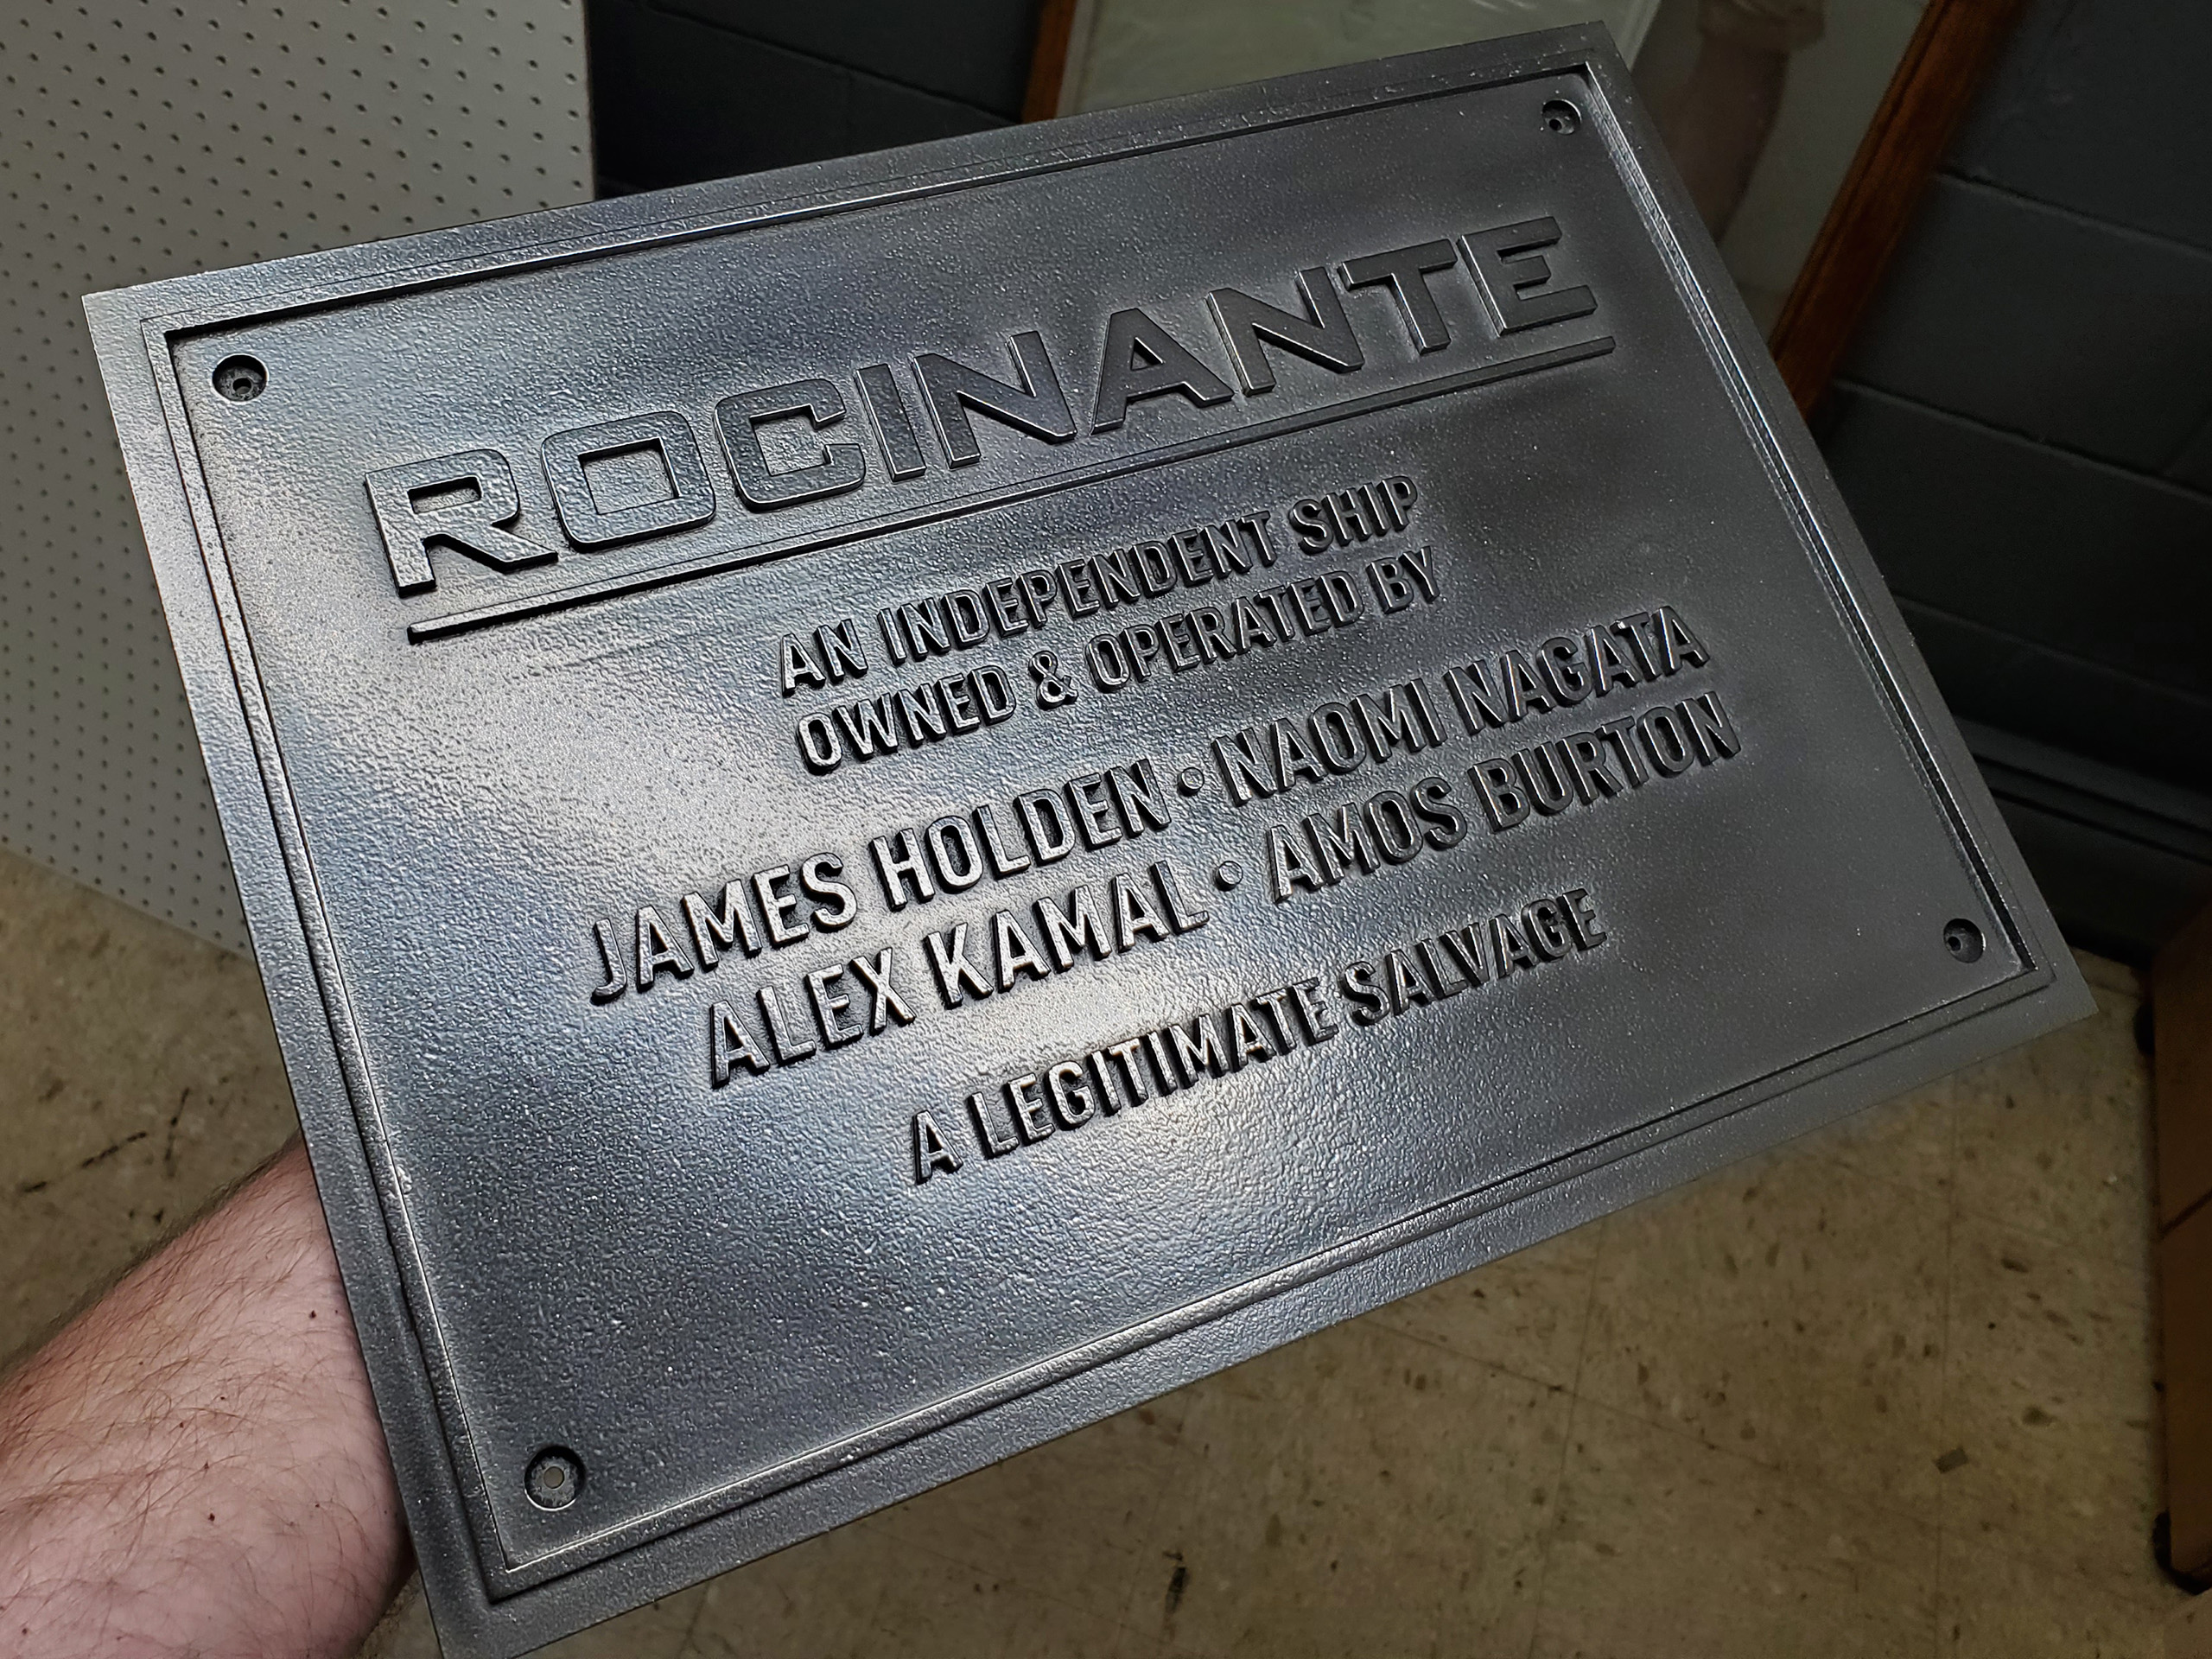 ROCINANTE
AN INDEPENDENT SHIP
OWNED & OPERATED BY
JAMES HOLDEN • NAOMI NAGATA
ALEX KAMAL • AMOS BURTON
A LEGITIMATE SALVAGE